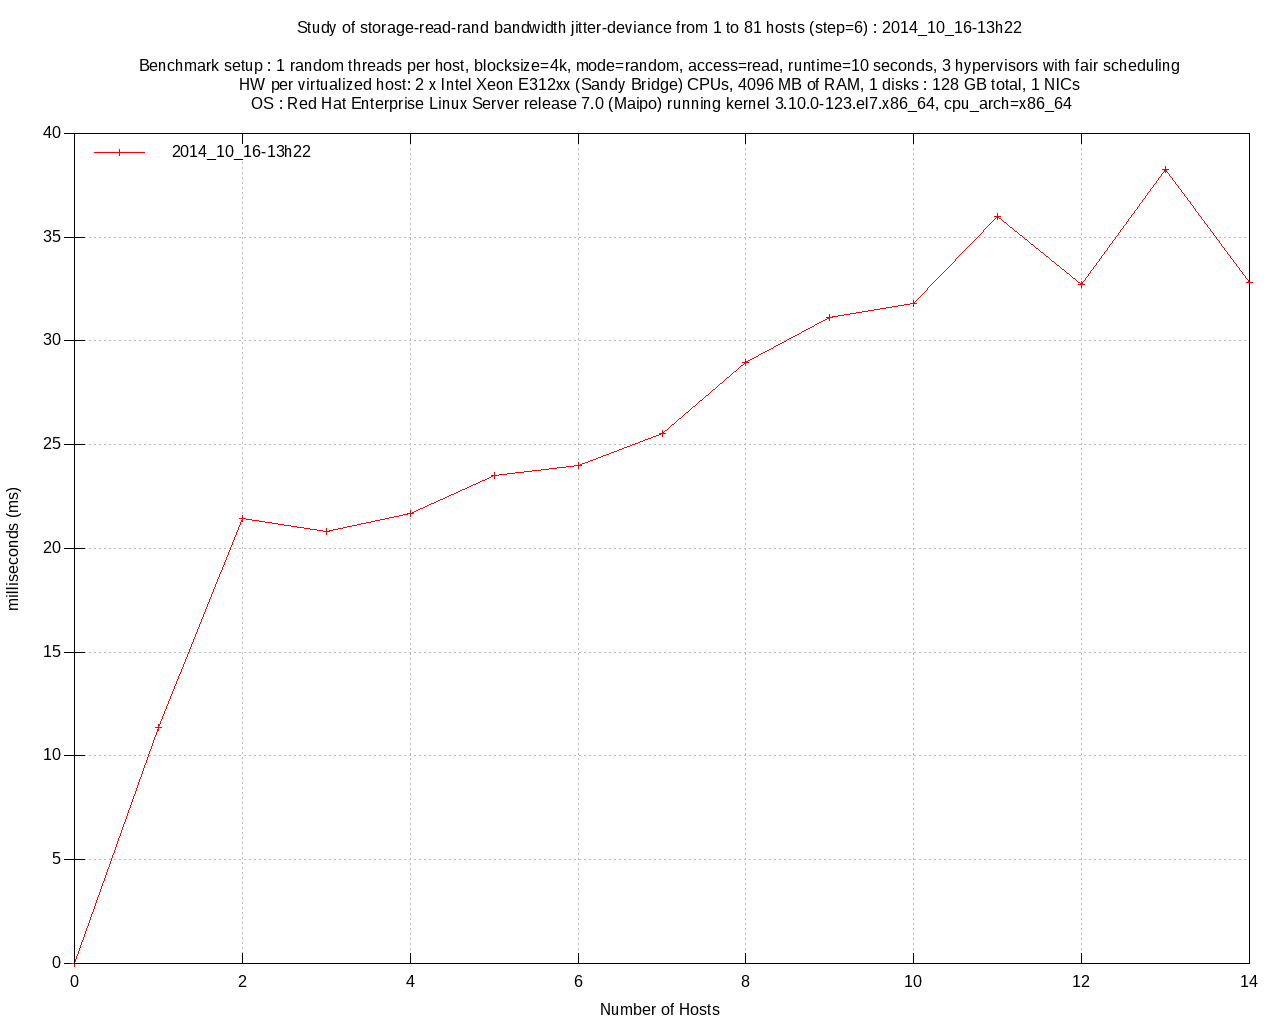 Study of storage-read-rand bandwidth jitter-deviance from 1 to 81 hosts (step=6) : 2014_10_16-13h22
Benchmark setup : 1 random threads per host, blocksize=4k, mode=random, access=read, runtime=10 seconds, 3 hypervisors with fair scheduling
HW per virtualized host: 2 x Intel Xeon E312xx (Sandy Bridge) CPUs, 4096 MB of RAM, 1 disks : 128 GB total, 1 NICs
OS : Red Hat Enterprise Linux Server release 7.0 (Maipo) running kernel 3.10.0-123.el7.x86_64, cpu_arch=x86_64
2014_10_16-13h22
40
35
30
25
20
15
10
5
0
milliseconds (ms)
0 2 4 6 8 10 12 14
Number of Hosts